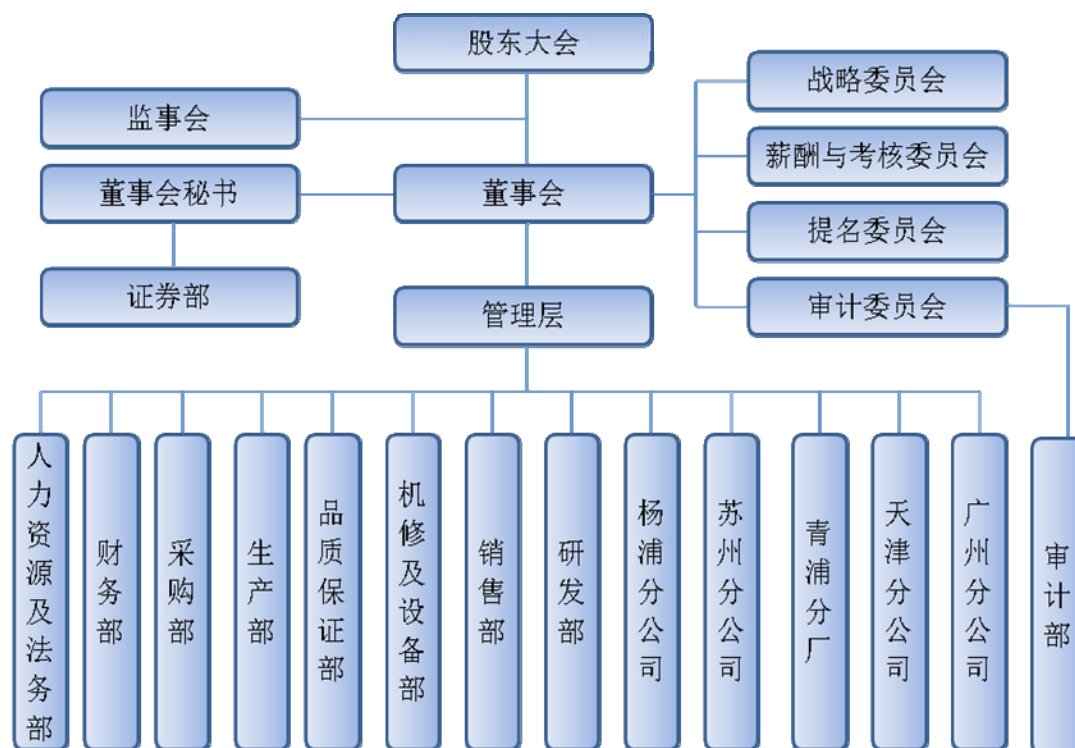 股东大会
战略委员会
监事会
薪酬与考核委员会
董事会秘书
董事会
提名委员会
证券部
管理层
审计委员会
人力资源及法务部
财务部
采购部
生产部
品质保证部
机修及设备部
销售部
研发部
杨浦分公司
苏州分公司
青浦分厂
天津分公司
广州分公司
审计部